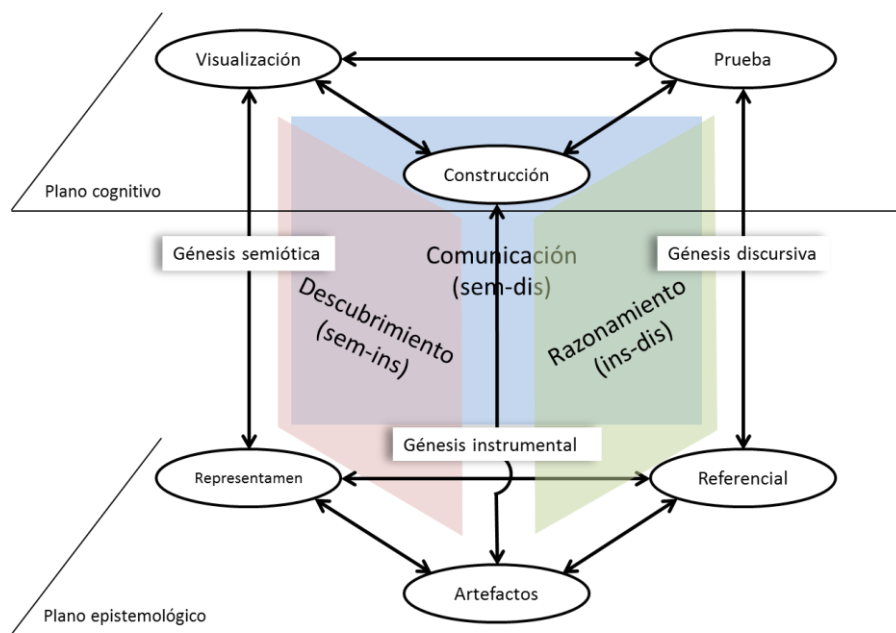 Visualización
Prueba
Construcción
Plano cognitivo
Génesis semiótica
Comunicación
(sem-dis)
Génesis discursiva
Descubrimiento
(sem-ins)
Razonamiento
(ins-dis)
Génesis instrumental
Representamen
Referencial
Artefactos
Plano epistemológico